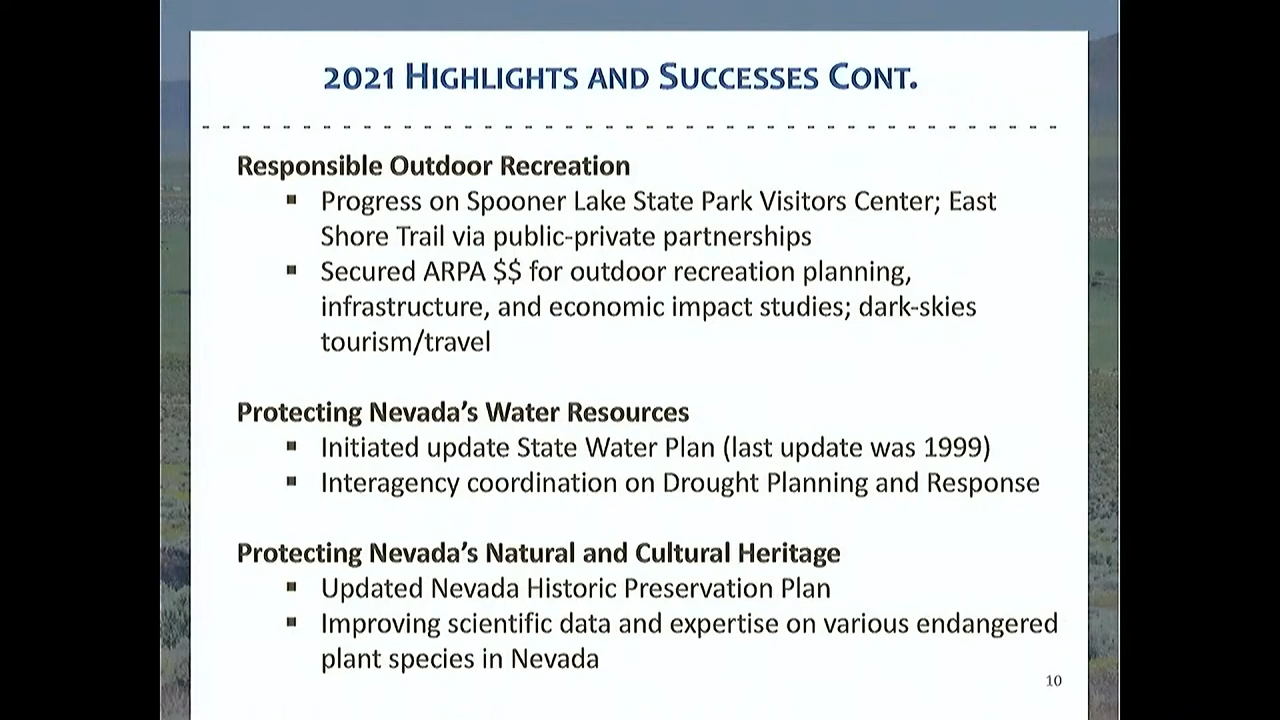 2021 Highlights and Successes Cont.
Responsible Outdoor Recreation
▪ Progress on Spooner Lake State Park Visitors Center; East
Shore Trail via public-private partnerships
▪ Secured ARPA $$ for outdoor recreation planning,
infrastructure, and economic impact studies; dark-skies
tourism/travel
Protecting Nevada’s Water Resources
▪ Initiated update State Water Plan (last update was 1999)
▪ Interagency coordination on Drought Planning and Response
Protecting Nevada’s Natural and Cultural Heritage
▪ Updated Nevada Historic Preservation Plan
▪ Improving scientific data and expertise on various endangered
plant species in Nevada
10